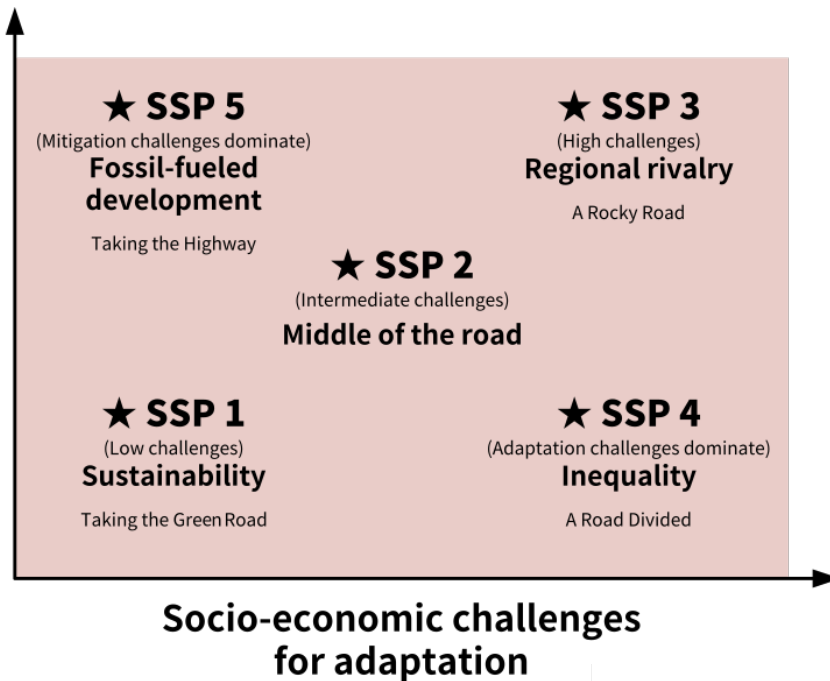 ★ SSP 5
(Mitigation challenges dominate)
Fossil-fueled
development
Taking the Highway
★ SSP 3
(High challenges)
Regional rivalry
A Rocky Road
★ SSP 2
(Intermediate challenges)
Middle of the road
★ SSP 1
(Low challenges)
Sustainability
Taking the Green Road
★ SSP 4
(Adaptation challenges dominate)
Inequality
A Road Divided
Socio-economic challenges
for adaptation